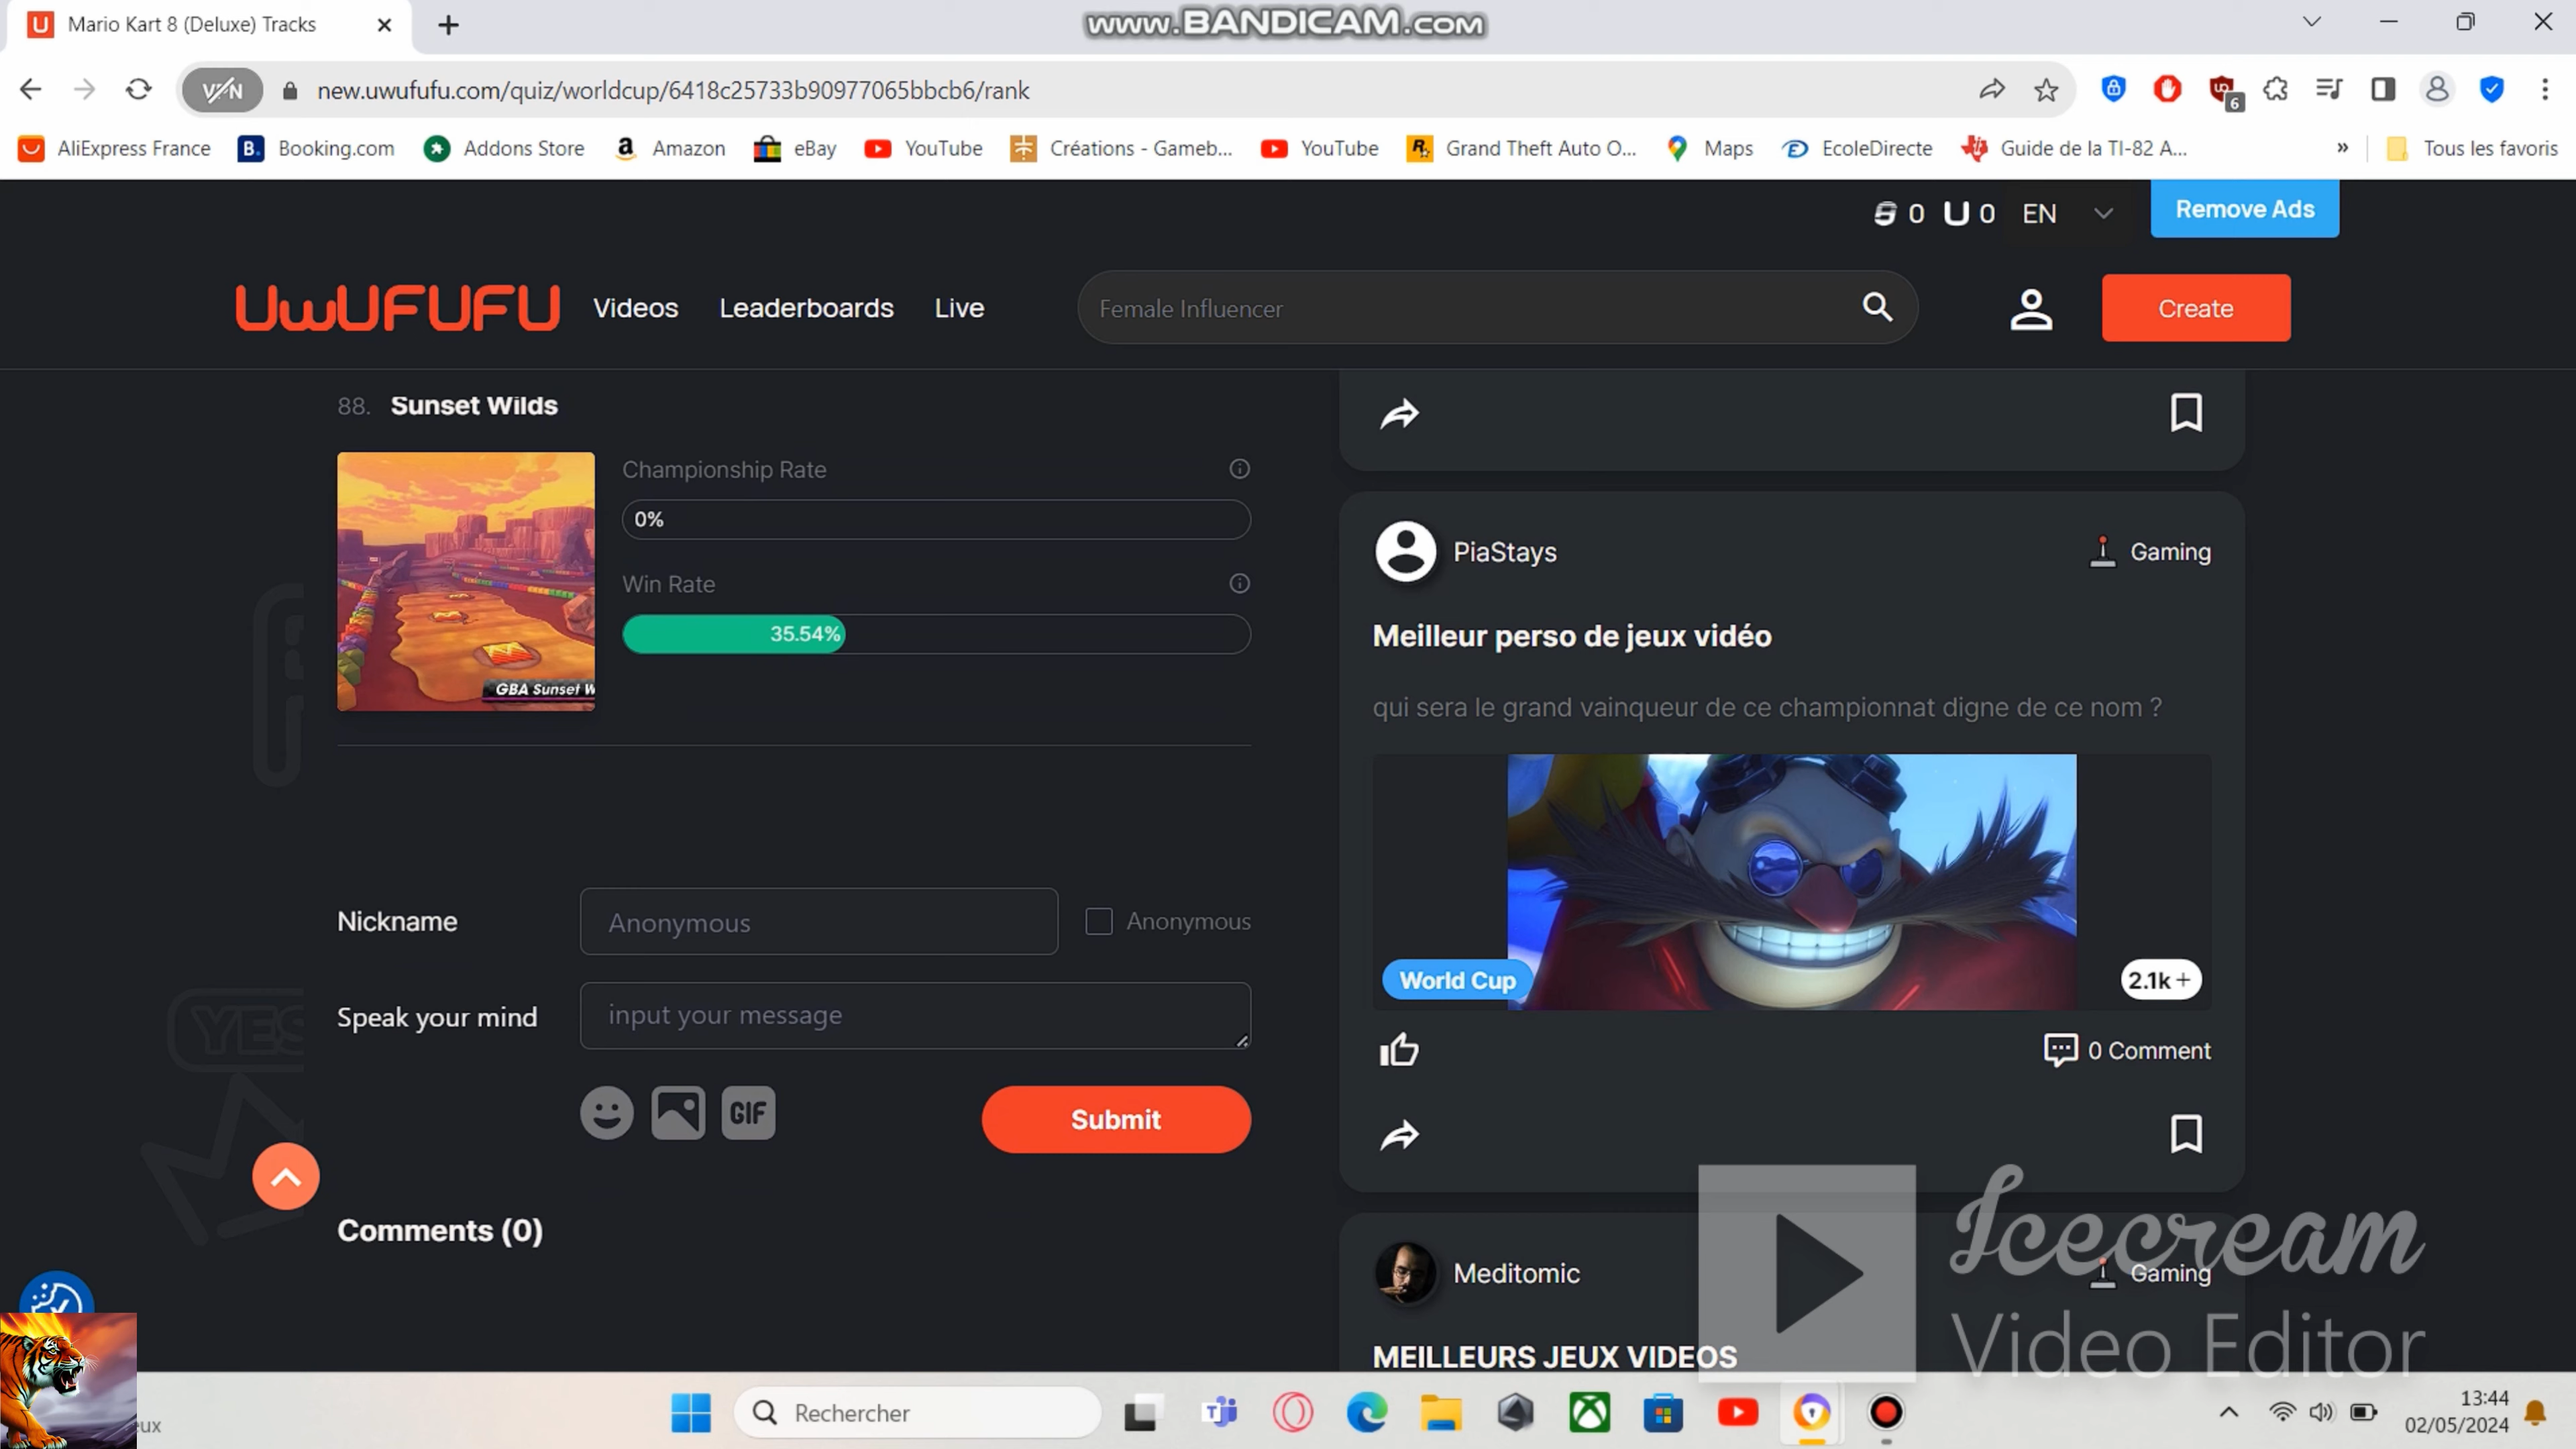 Mario Kart 8 (Deluxe) Tracks
www.BANDICAM.com
VPN
new.uwufufu.com/quiz/worldcup/6418c25733b90977065bbcb6/rank
6
AliExpress France
B.
Booking.com
Addons Store
Amazon
eBay
YouTube
Créations - Gameb...
YouTube
Grand Theft Auto O...
Maps
EcoleDirecte
Guide de la TI-82 A...
»
Tous les favoris
0
U 0
EN
Remove Ads
UwUFUFU
Videos
Leaderboards
Live
Female Influencer
Create
88. Sunset Wilds
GBA Sunset W
Championship Rate
0%
Win Rate
35.54%
PiaStays
Gaming
Meilleur perso de jeux vidéo
qui sera le grand vainqueur de ce championnat digne de ce nom ?
World Cup
2.1k +
0 Comment
Nickname
Anonymous
Anonymous
YES
Speak your mind
input your message
GIF
Submit
Comments (0)
Meditomic
Gaming
MEILLEURS JEUX VIDEOS
Icecream
Video Editor
eux
Rechercher
13:44
02/05/2024